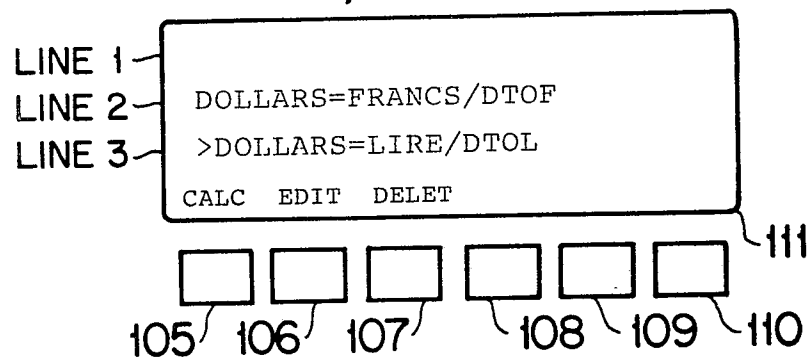 LINE 1
LINE 2 DOLLARS=FRANCS/DTOF
LINE 3 >DOLLARS=LIRE/DTOL
CALC EDIT DELET
111
105 106 107 108 109 110